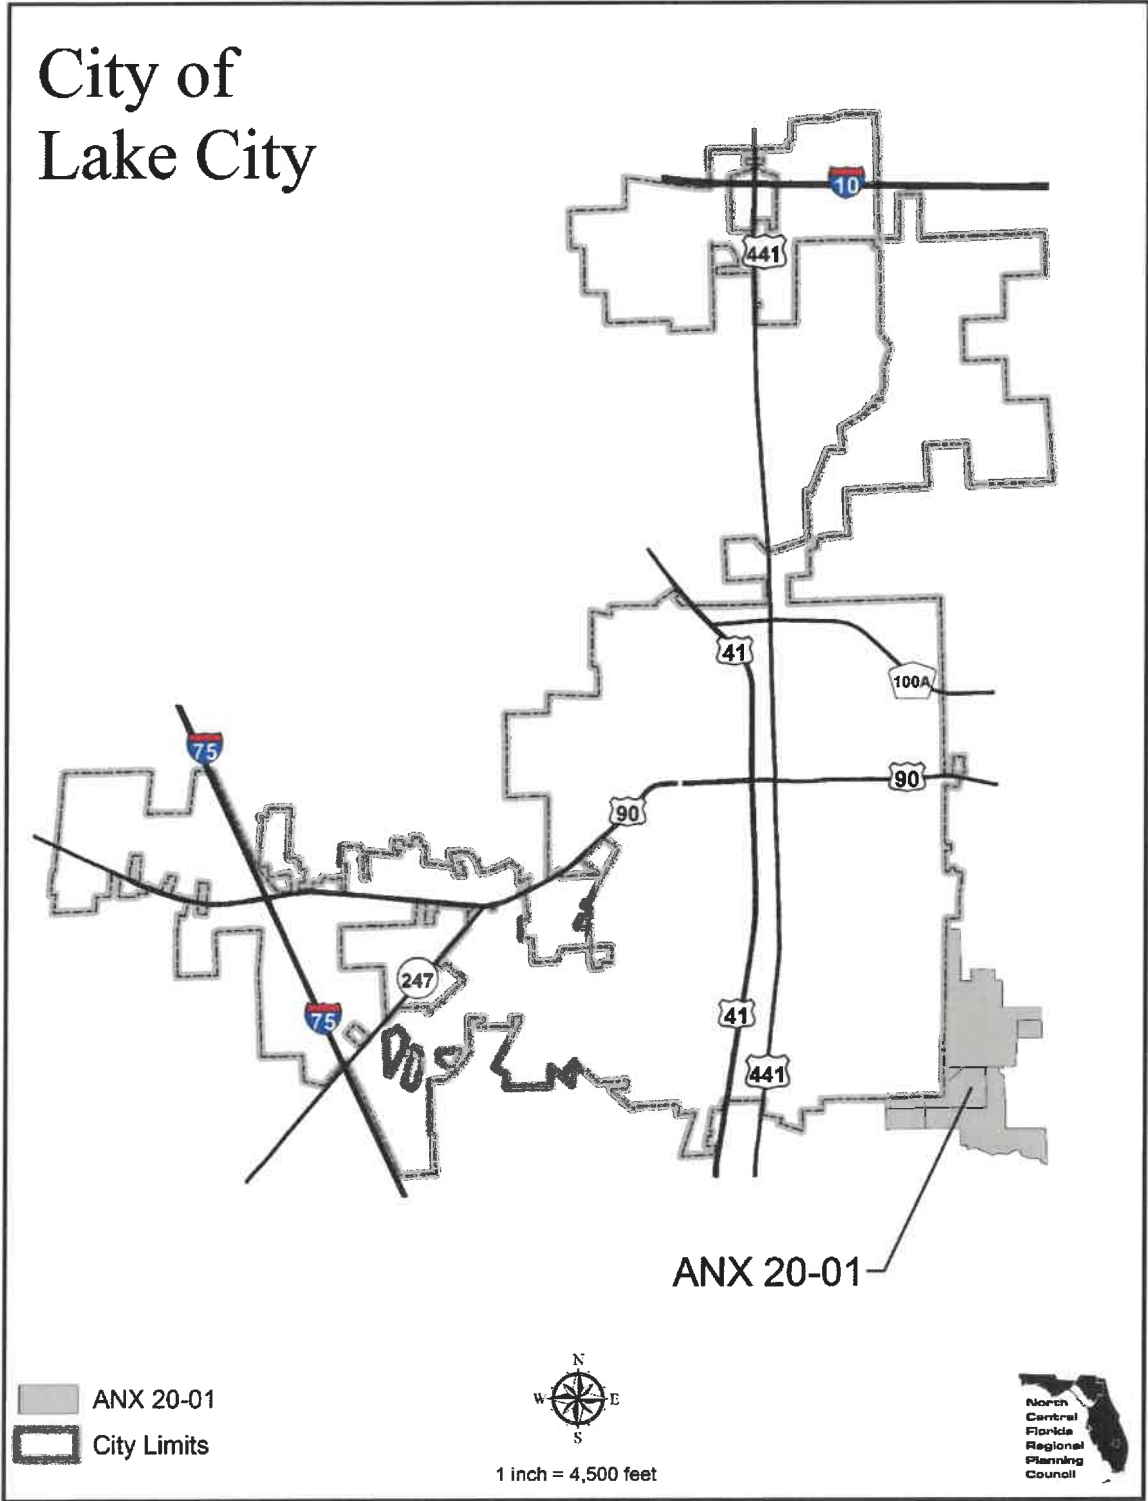 City of
Lake City
10
441
41
100A
75
90
90
247
75
41
441
ANX 20-01
ANX 20-01
City Limits
N
W E
S
1 inch = 4,500 feet
North
Central
Florida
Regional
Planning
Council